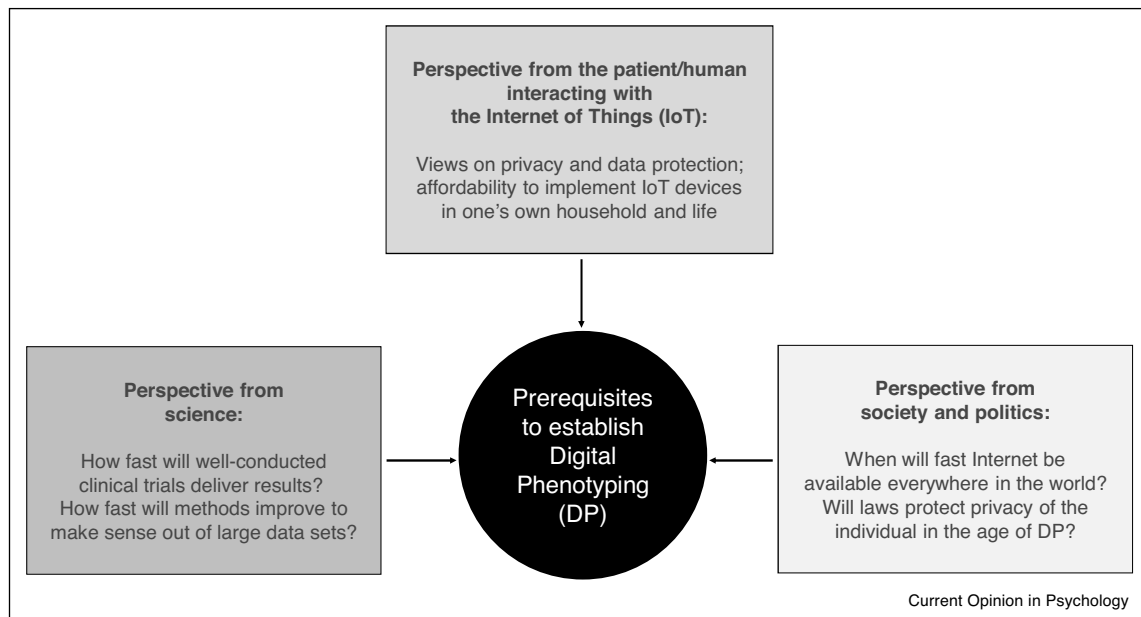 Perspective from the patient/human
interacting with
the Internet of Things (IoT):
Views on privacy and data protection;
affordability to implement IoT devices
in one’s own household and life
Perspective from
science:
How fast will well-conducted
clinical trials deliver results?
How fast will methods improve to
make sense out of large data sets?
Prerequisites
to establish
Digital
Phenotyping
(DP)
Perspective from
society and politics:
When will fast Internet be
available everywhere in the world?
Will laws protect privacy of the
individual in the age of DP?
Current Opinion in Psychology